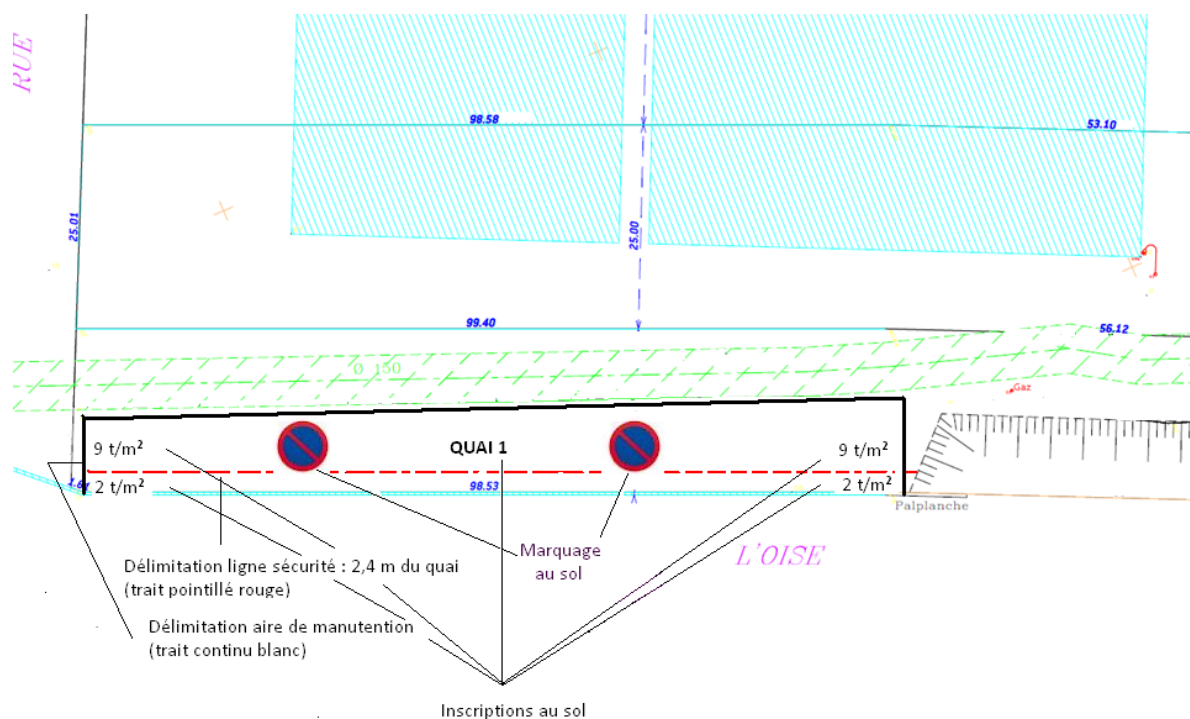 RUE
98.58
53.10
25.01
25.00
99.40
56.12
Ø 150
Gaz
9 t/m²
QUAI 1
9 t/m²
2 t/m²
98.53
2 t/m²
Palplanche
Marquage
au sol
L'OISE
Délimitation ligne sécurité : 2,4 m du quai
(trait pointillé rouge)
Délimitation aire de manutention
(trait continu blanc)
Inscriptions au sol